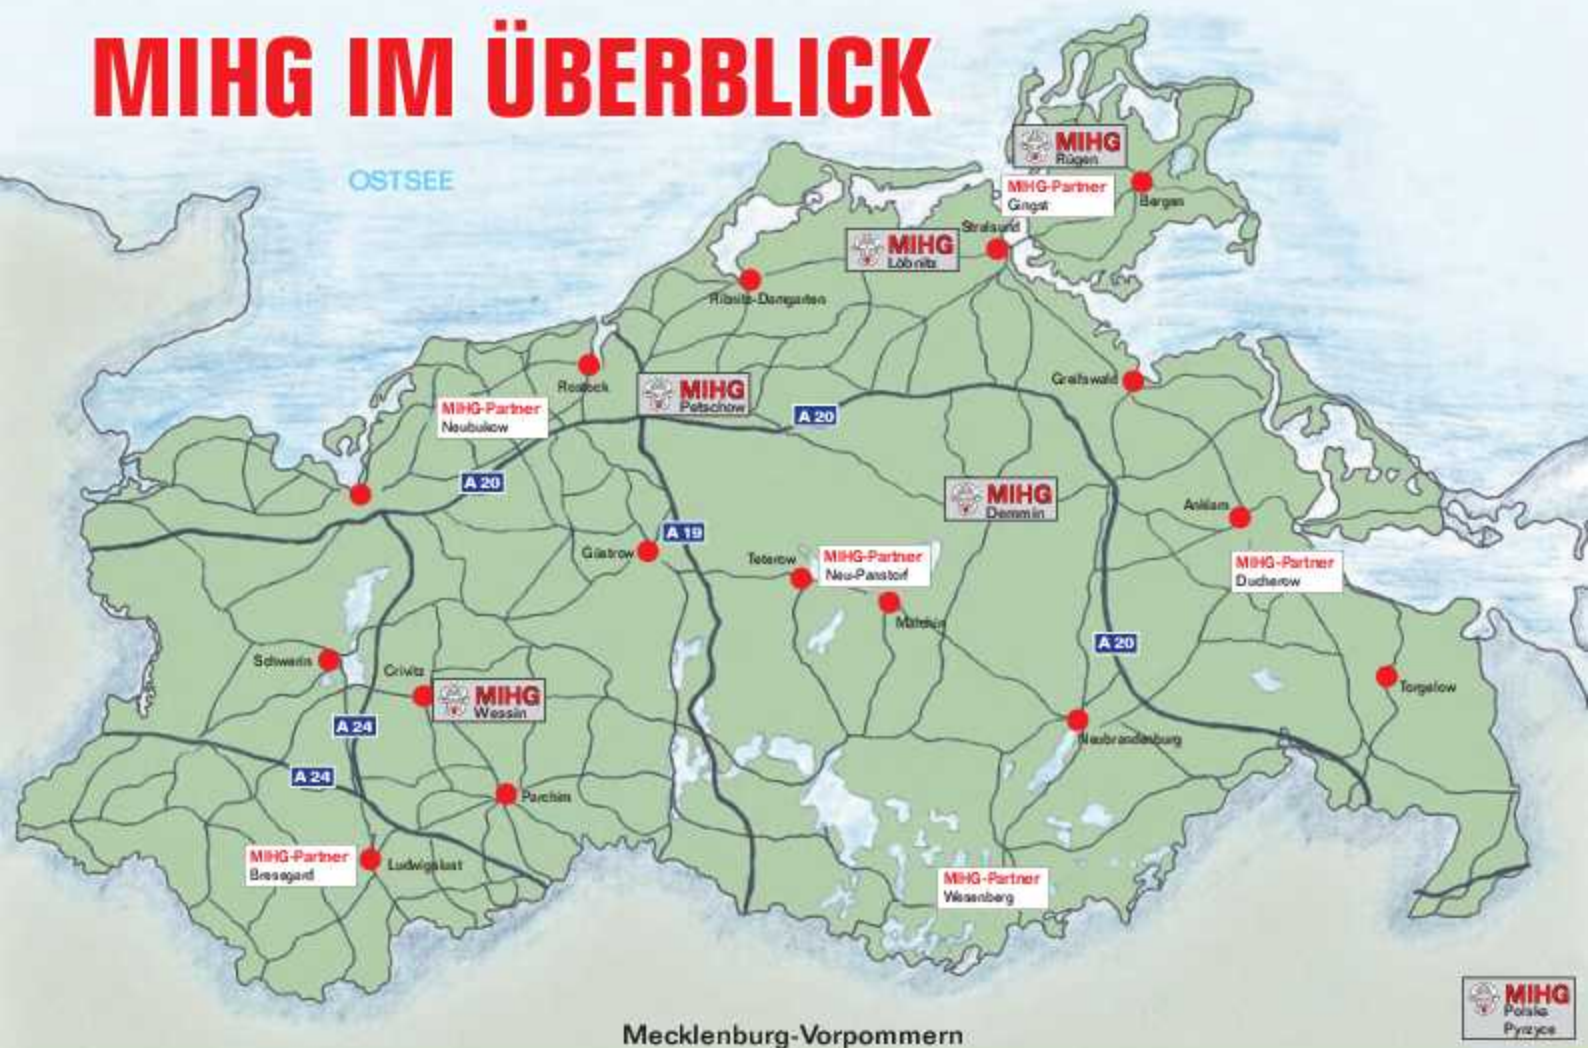 MIHG IM ÜBERBLICK
OSTSEE
MIHG
Rügen
MIHG-Partner
Gingst
Bergen
Stralsund
MIHG
Löbnitz
Ribnitz-Damgarten
Rostock
MIHG
Petschow
Greifswald
MIHG-Partner
Neubukow
A 20
A 20
MIHG
Demmin
Anklam
A 19
Güstrow
Teterow
MIHG-Partner
Neu-Panstorf
MIHG-Partner
Ducherow
Malchin
A 20
Schwerin
Crivitz
MIHG
Wessin
Torgelow
A 24
Neubrandenburg
A 24
Parchim
MIHG-Partner
Bresegard
Ludwigslust
MIHG-Partner
Wesenberg
MIHG
Polska
Pyrzyce
Mecklenburg-Vorpommern